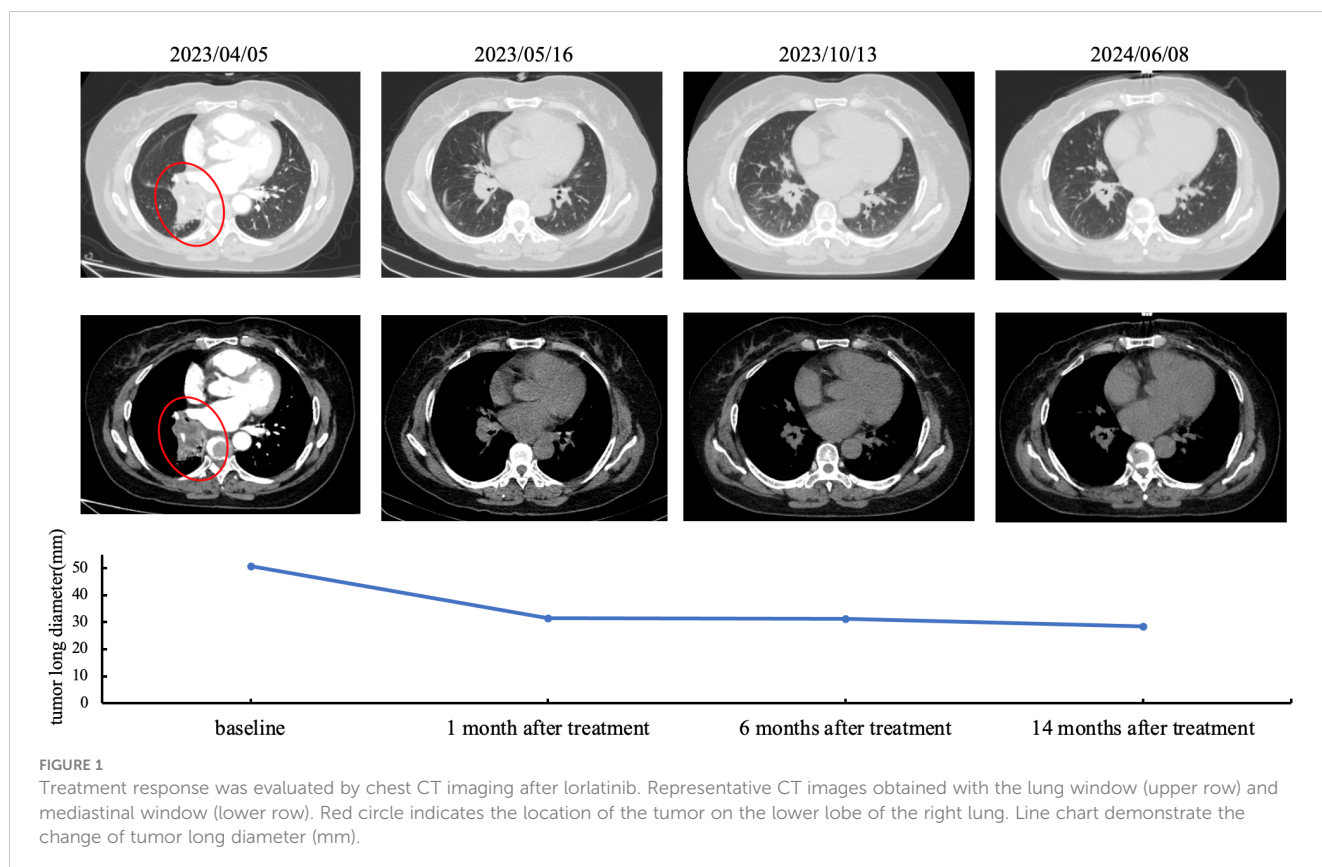 2023/04/05 2023/05/16 2023/10/13 2024/06/08
tumor long diameter(mm)
50
40
30
20
10
0
baseline 1 month after treatment 6 months after treatment 14 months after treatment
FIGURE 1
Treatment response was evaluated by chest CT imaging after lorlatinib. Representative CT images obtained with the lung window (upper row) and
mediastinal window (lower row). Red circle indicates the location of the tumor on the lower lobe of the right lung. Line chart demonstrate the
change of tumor long diameter (mm).